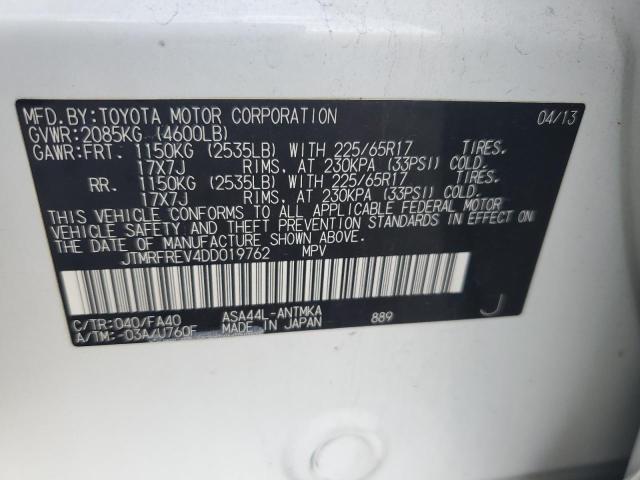 MFD.BY:TOYOTA MOTOR CORPORATION 04/13
GVWR:2085KG (4600LB)
GAWR:FRT. 1150KG (2535LB) WITH 225/65R17 TIRES.
17X7J RIMS, AT 230KPA (33PSI) COLD.
RR. 1150KG (2535LB) WITH 225/65R17 TIRES.
17X7J RIMS, AT 230KPA (33PSI) COLD.
THIS VEHICLE CONFORMS TO ALL APPLICABLE FEDERAL MOTOR
VEHICLE SAFETY AND THEFT PREVENTION STANDARDS IN EFFECT ON
THE DATE OF MANUFACTURE SHOWN ABOVE.
JTMRFREV4DD019762 MPV
C/TR:040/FA40 ASA44L-ANTMKA 889 J
A/TM:-03A/U760F MADE IN JAPAN